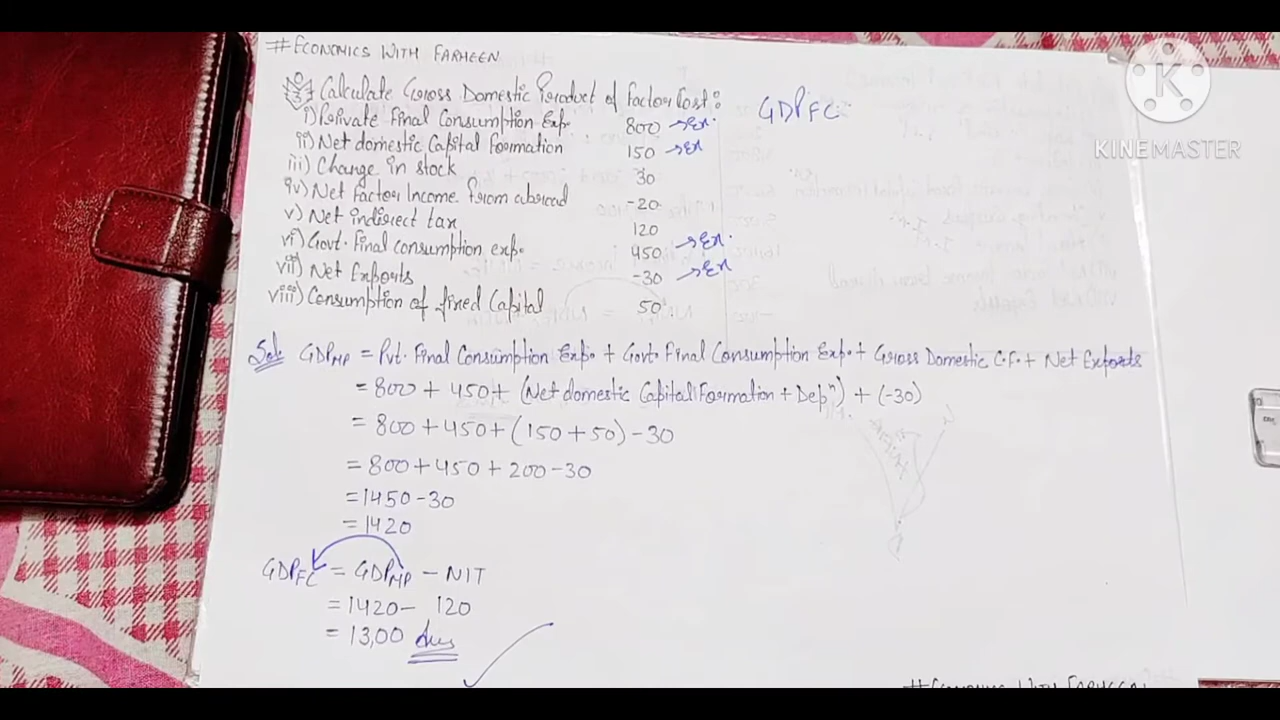 #ECONOMICS WITH FARHEEN
Calculate Gross Domestic Product of Factor Cost:
i) Private Final Consumption Exp. 800 → Ex.
ii) Net domestic Capital Formation 150 → Ex
iii) Change in stock 30
iv) Net Factor Income From abroad -20
v) Net indirect tax 120
vi) Govt. Final consumption exp. 450 → Ex.
vii) Net Exports -30 → Ex
viii) Consumption of fixed Capital 50
GDPFC
K
KINEMASTER
Sol: GDPMP = Pvt. Final Consumption Exp. + Govt. Final Consumption Exp. + Gross Domestic C.F. + Net Exports
= 800 + 450 + (Net domestic Capital Formation + Depⁿ) + (-30)
= 800 + 450 + (150 + 50) - 30
= 800 + 450 + 200 - 30
= 1450 - 30
= 1420
GDPFC = GDPMP - NIT
= 1420 - 120
= 13,00 Ans
#ECONOMICS WITH FARHEEN